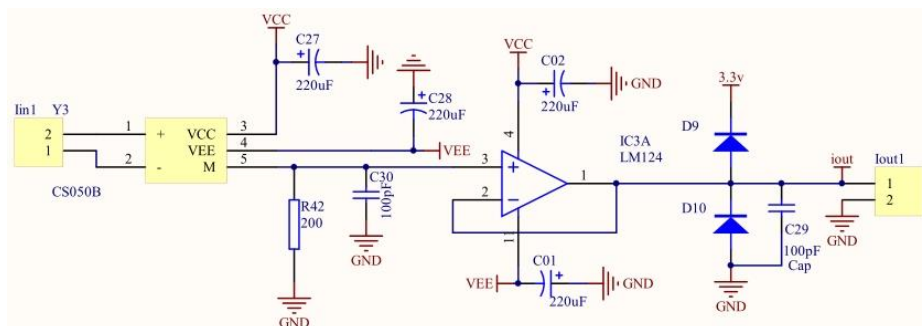 VCC
C27
220uF
C28
220uF
Iin1
Y3
2
1
1
2
+
-
VCC
VEE
M
3
4
5
CS050B
VEE
R42
200
C30
100pF
GND
GND
VCC
C02
220uF
GND
4
3
2
+
-
1
11
IC3A
LM124
VEE
C01
220uF
GND
3.3v
D9
D10
C29
100pF
Cap
GND
iout
GND
Iout1
1
2